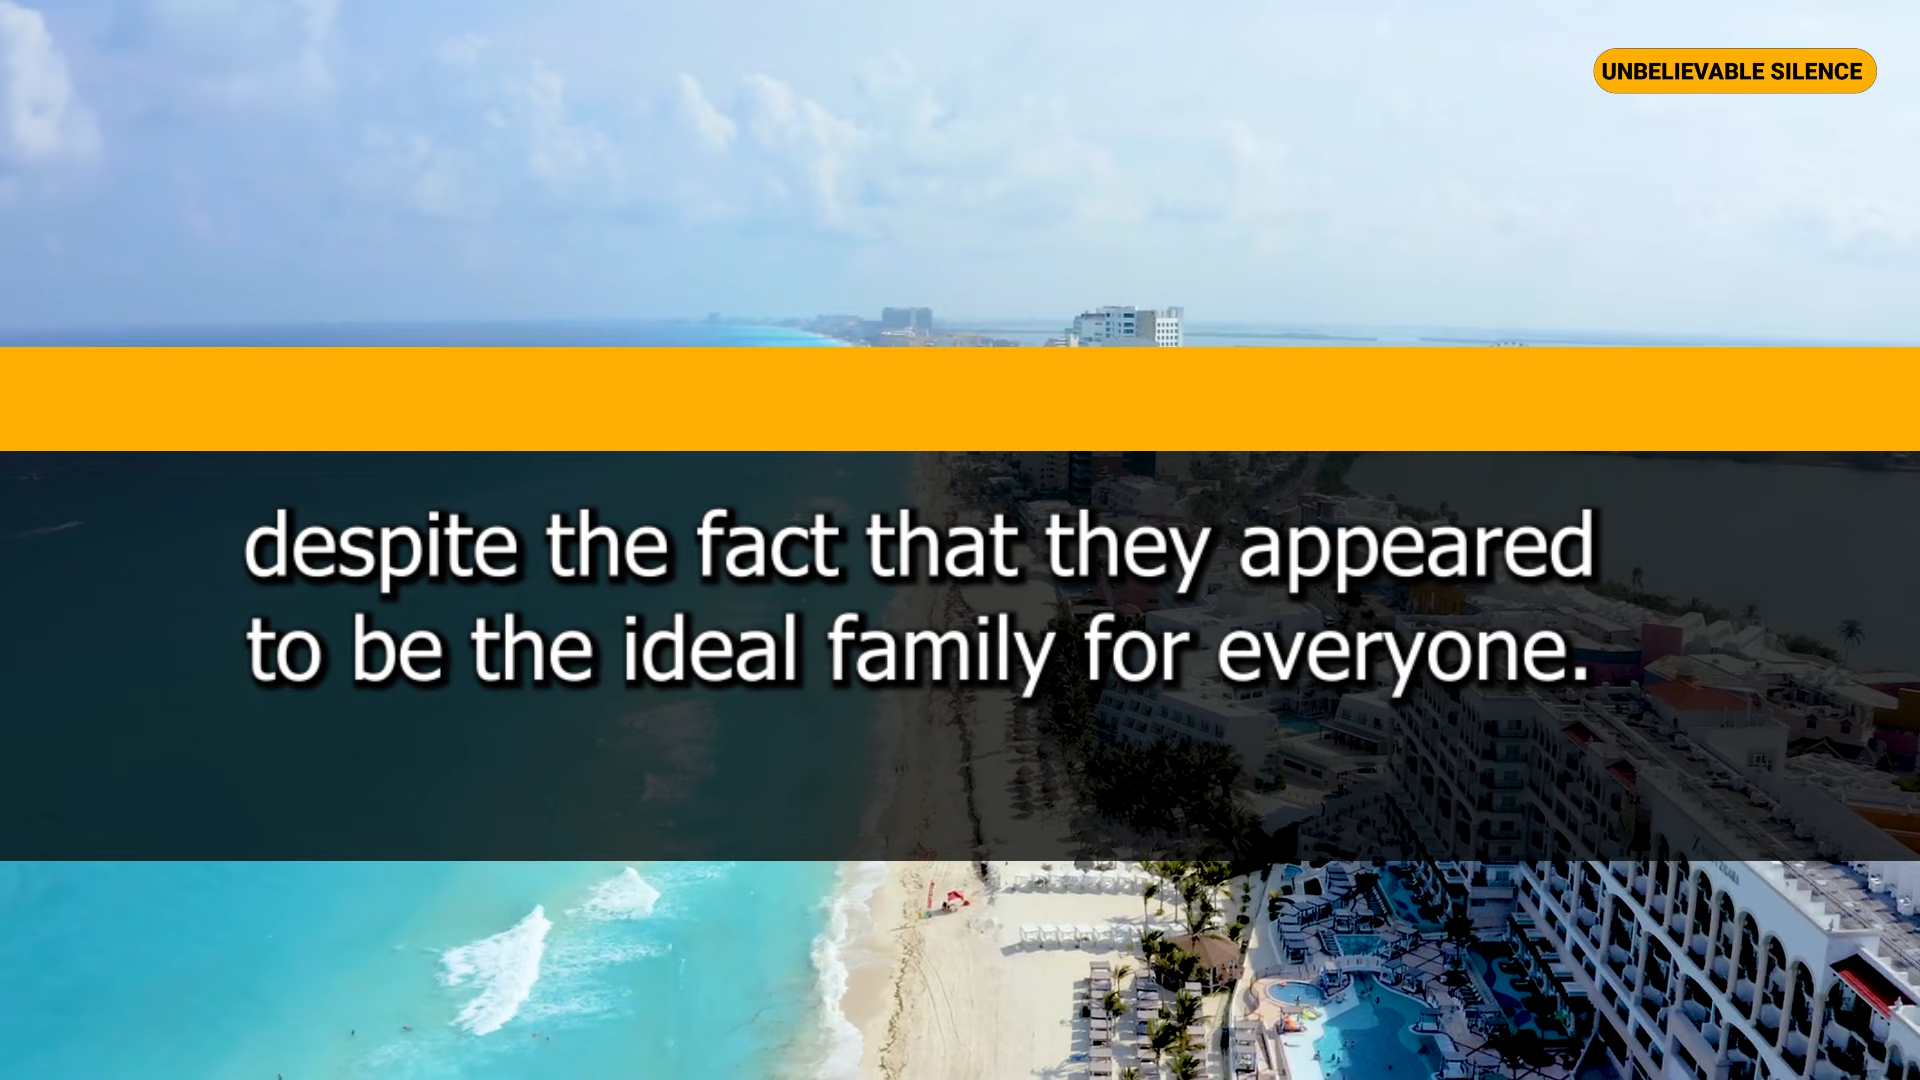 UNBELIEVABLE SILENCE
despite the fact that they appeared
to be the ideal family for everyone.